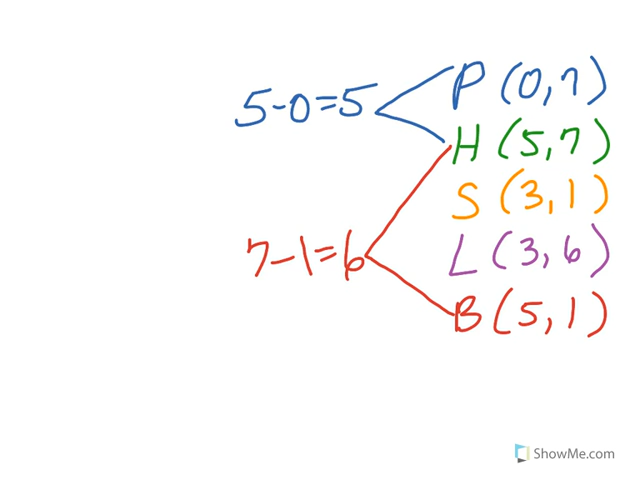 5-0=5
P (0,7)
H (5,7)
S (3,1)
7-1=6
L (3,6)
B (5,1)
ShowMe.com